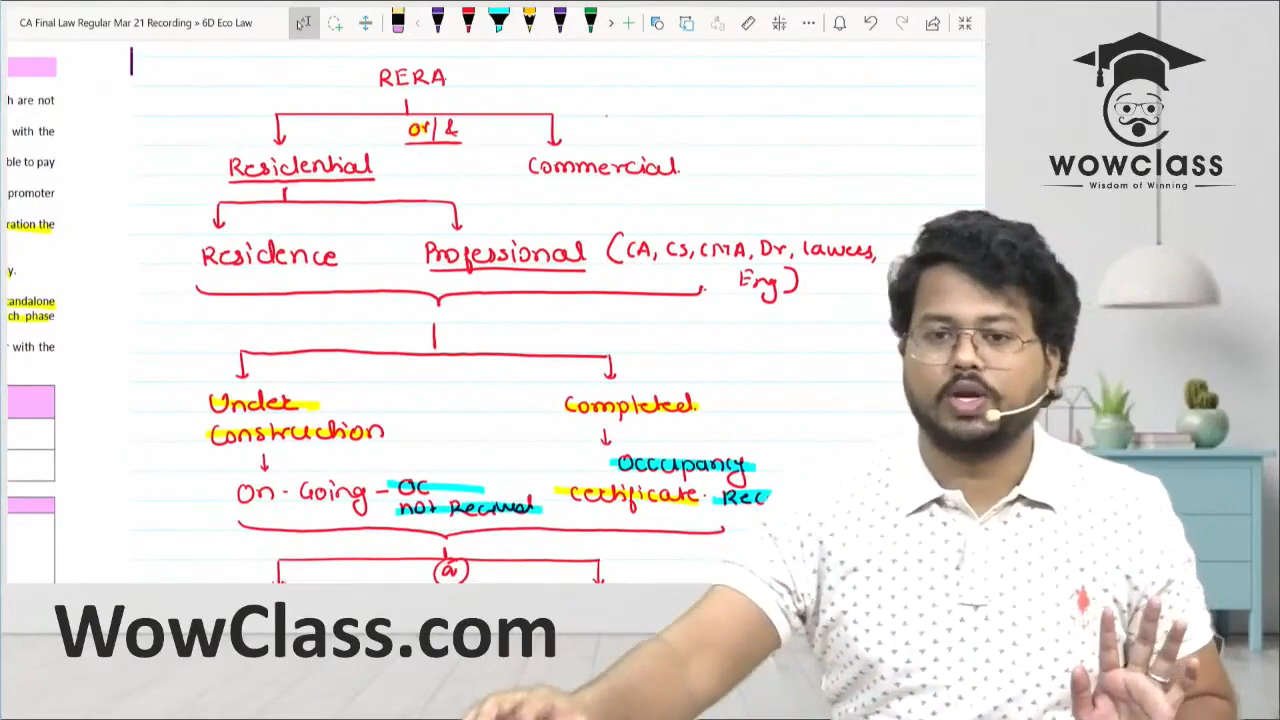 CA Final Law Regular Mar 21 Recording » 6D Eco Law
h are not
with the
ble to pay
promoter
ration the
y.
tandalone
ch phase
with the
RERA
or/&
Residential
Commercial.
Residence
Professional (CA, CS, CMA, Dr, lawers,
Eng)
Under
Construction
Completed.
On-Going - OC
not Received
Occupancy
certificate. Rec
(a)
wowclass
Wisdom of Winning
WowClass.com